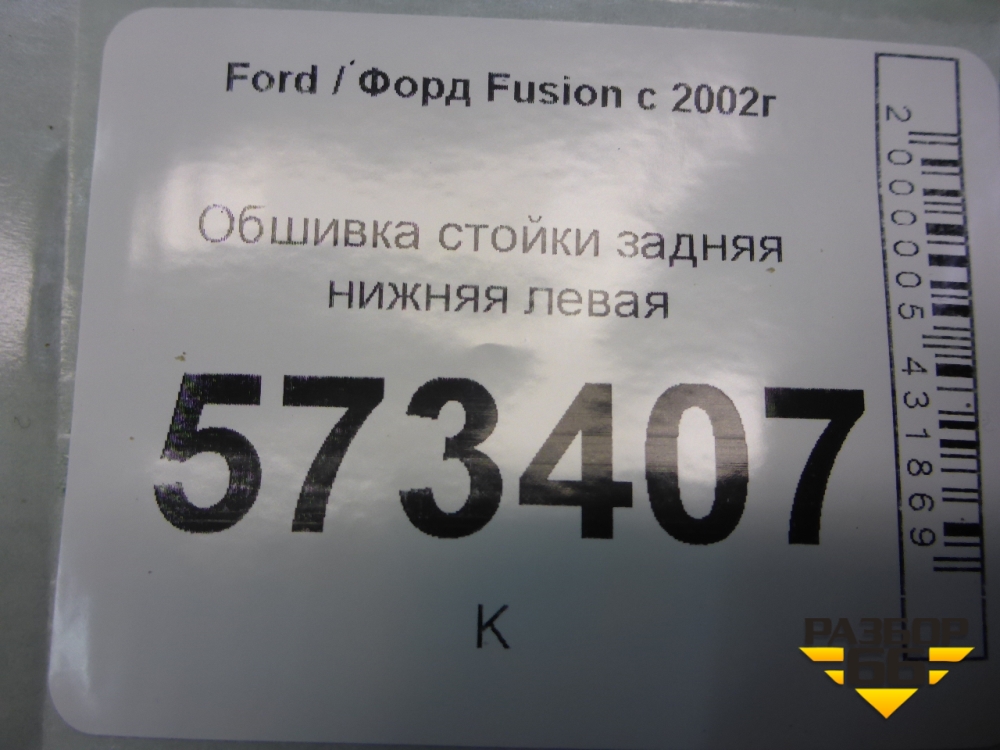 Ford / Форд Fusion с 2002г
Обшивка стойки задняя
нижняя левая
573407
К
2000005431869
РАЗБОР
66